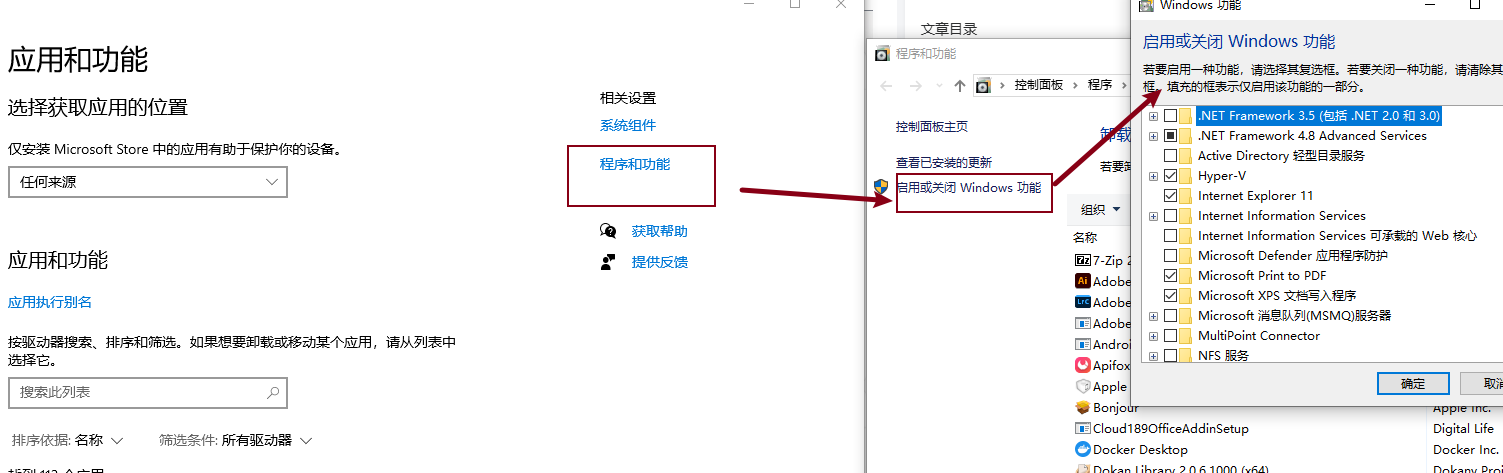 应用和功能
选择获取应用的位置
仅安装 Microsoft Store 中的应用有助于保护你的设备。
任何来源
应用和功能
应用执行别名
按驱动器搜索、排序和筛选。如果想要卸载或移动某个应用，请从列表中
选择它。
搜索此列表
排序依据: 名称
筛选条件: 所有驱动器
相关设置
系统组件
程序和功能
获取帮助
提供反馈
文章目录
程序和功能
控制面板 > 程序 >
控制面板主页
查看已安装的更新
启用或关闭 Windows 功能
卸载
若要卸
组织
名称
7-Zip 2
Adobe
Adobe
Adobe
Androi
Apifox
Apple
Bonjour
Cloud189OfficeAddinSetup
Docker Desktop
Dokan Library 2.0.6.1000 (x64)
Apple Inc.
Digital Life
Docker Inc.
Dokany Proj
Windows 功能
启用或关闭 Windows 功能
若要启用一种功能，请选择其复选框。若要关闭一种功能，请清除其
框。填充的框表示仅启用该功能的一部分。
.NET Framework 3.5 (包括 .NET 2.0 和 3.0)
.NET Framework 4.8 Advanced Services
Active Directory 轻型目录服务
Hyper-V
Internet Explorer 11
Internet Information Services
Internet Information Services 可承载的 Web 核心
Microsoft Defender 应用程序防护
Microsoft Print to PDF
Microsoft XPS 文档写入程序
Microsoft 消息队列(MSMQ)服务器
MultiPoint Connector
NFS 服务
确定
取消